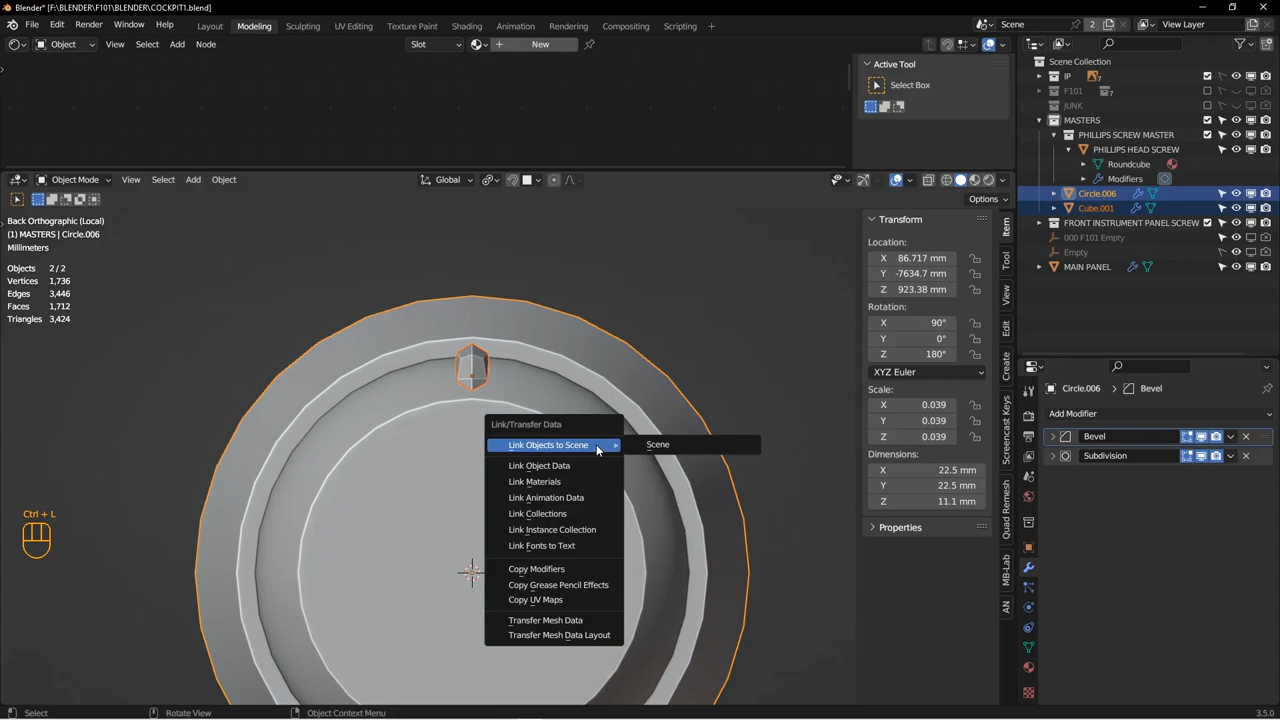 Blender* [F:\BLENDER\F101\BLENDER\COCKPIT1.blend]
File Edit Render Window Help Layout Modeling Sculpting UV Editing Texture Paint Shading Animation Rendering Compositing Scripting Scene 2 View Layer
Object View Select Add Node Slot New
Active Tool
Select Box
Scene Collection
IP 7
F101 7
JUNK
MASTERS
PHILLIPS SCREW MASTER
PHILLIPS HEAD SCREW
Roundcube
Modifiers
Circle.006
Cube.001
FRONT INSTRUMENT PANEL SCREW
000 F101 Empty
Empty
MAIN PANEL
Object Mode View Select Add Object Global
Options
Back Orthographic (Local)
(1) MASTERS | Circle.006
Millimeters
Objects 2 / 2
Vertices 1,736
Edges 3,446
Faces 1,712
Triangles 3,424
Transform
Location:
X 86.717 mm
Y -7634.7 mm
Z 923.38 mm
Rotation:
X 90°
Y 0°
Z 180°
XYZ Euler
Scale:
X 0.039
Y 0.039
Z 0.039
Dimensions:
X 22.5 mm
Y 22.5 mm
Z 11.1 mm
Properties
Item
Tool
View
Edit
Create
Screencast Keys
Quad Remesh
MB-Lab
AN
Circle.006 Bevel
Add Modifier
Bevel
Subdivision
Link/Transfer Data
Link Objects to Scene
Scene
Link Object Data
Link Materials
Link Animation Data
Link Collections
Link Instance Collection
Link Fonts to Text
Copy Modifiers
Copy Grease Pencil Effects
Copy UV Maps
Transfer Mesh Data
Transfer Mesh Data Layout
Ctrl + L
Select Rotate View Object Context Menu 3.5.0